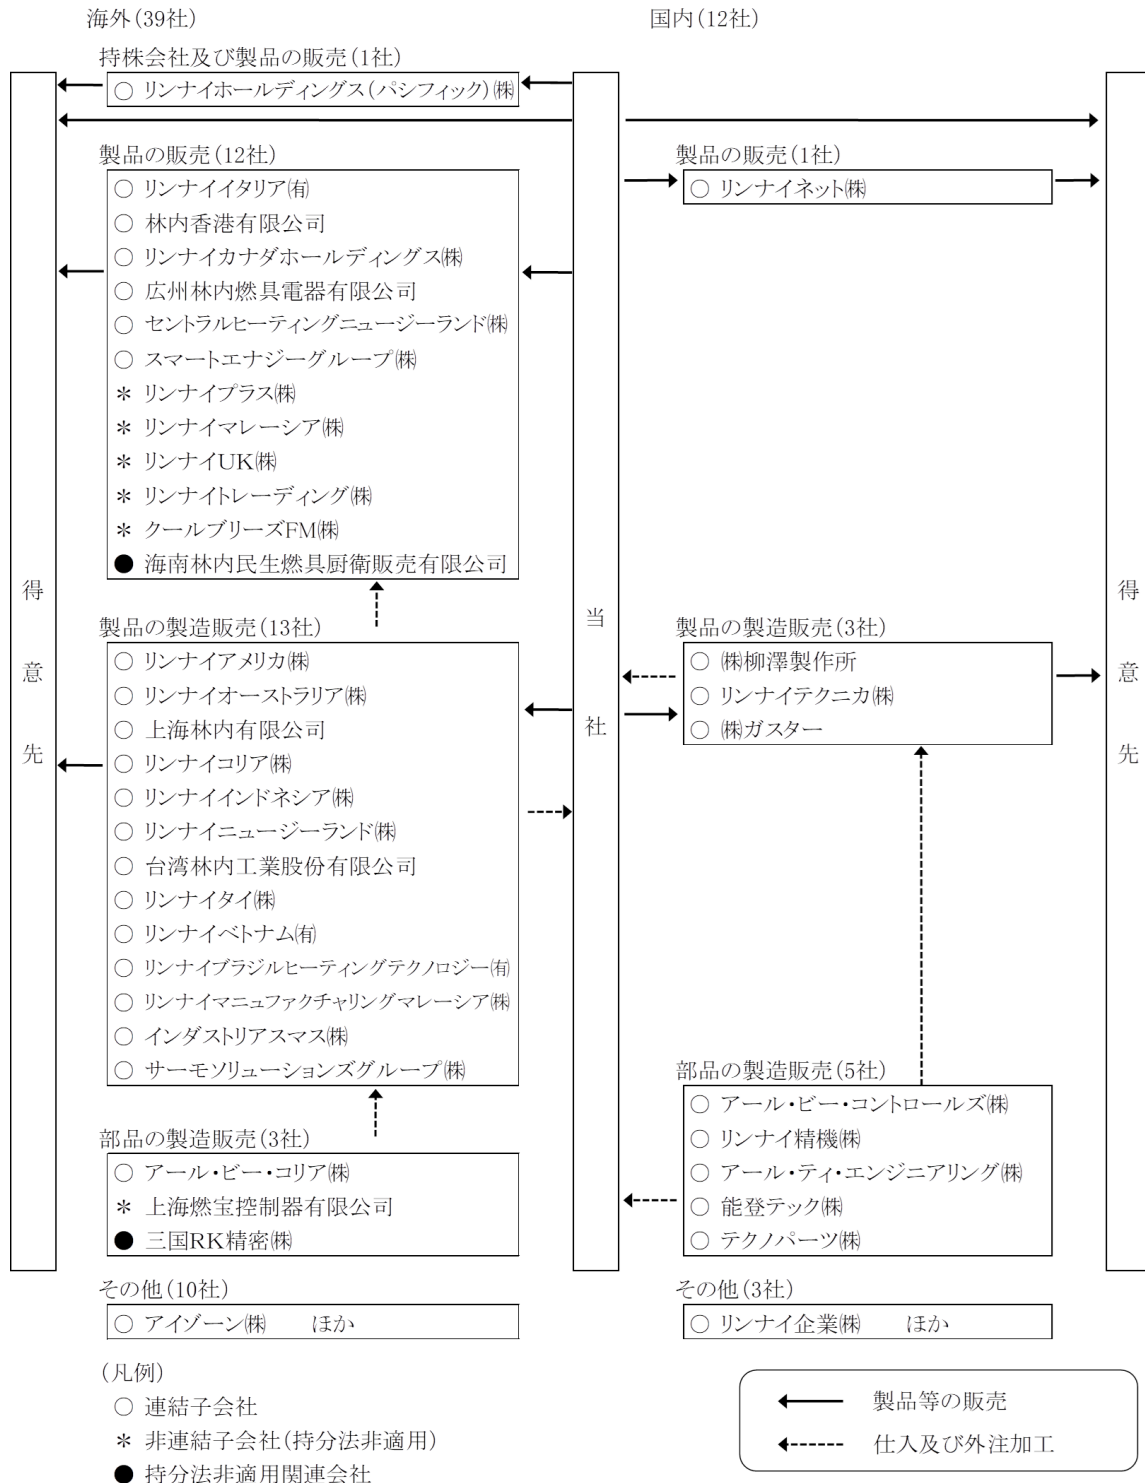 海外(39社)
国内(12社)
持株会社及び製品の販売(1社)
○ リンナイホールディングス(パシフィック)㈱
製品の販売(12社)
○ リンナイイタリア㈲
○ 林内香港有限公司
○ リンナイカナダホールディングス㈱
○ 広州林内燃具電器有限公司
○ セントラルヒーティングニュージーランド㈱
○ スマートエナジーグループ㈱
* リンナイプラス㈱
* リンナイマレーシア㈱
* リンナイUK㈱
* リンナイトレーディング㈱
* クールブリーズFM㈱
● 海南林内民生燃具厨衛販売有限公司
製品の製造販売(13社)
○ リンナイアメリカ㈱
○ リンナイオーストラリア㈱
○ 上海林内有限公司
○ リンナイコリア㈱
○ リンナイインドネシア㈱
○ リンナイニュージーランド㈱
○ 台湾林内工業股份有限公司
○ リンナイタイ㈱
○ リンナイベトナム㈲
○ リンナイブラジルヒーティングテクノロジー㈲
○ リンナイマニュファクチャリングマレーシア㈱
○ インダストリアスマス㈱
○ サーモソリューションズグループ㈱
部品の製造販売(3社)
○ アール・ビー・コリア㈱
* 上海燃宝控制器有限公司
● 三国RK精密㈱
その他(10社)
○ アイゾーン㈱ ほか
得意先
当社
製品の販売(1社)
○ リンナイネット㈱
製品の製造販売(3社)
○ ㈱柳澤製作所
○ リンナイテクニカ㈱
○ ㈱ガスター
部品の製造販売(5社)
○ アール・ビー・コントロールズ㈱
○ リンナイ精機㈱
○ アール・ティ・エンジニアリング㈱
○ 能登テック㈱
○ テクノパーツ㈱
その他(3社)
○ リンナイ企業㈱ ほか
得意先
(凡例)
○ 連結子会社
* 非連結子会社(持分法非適用)
● 持分法非適用関連会社
製品等の販売
仕入及び外注加工